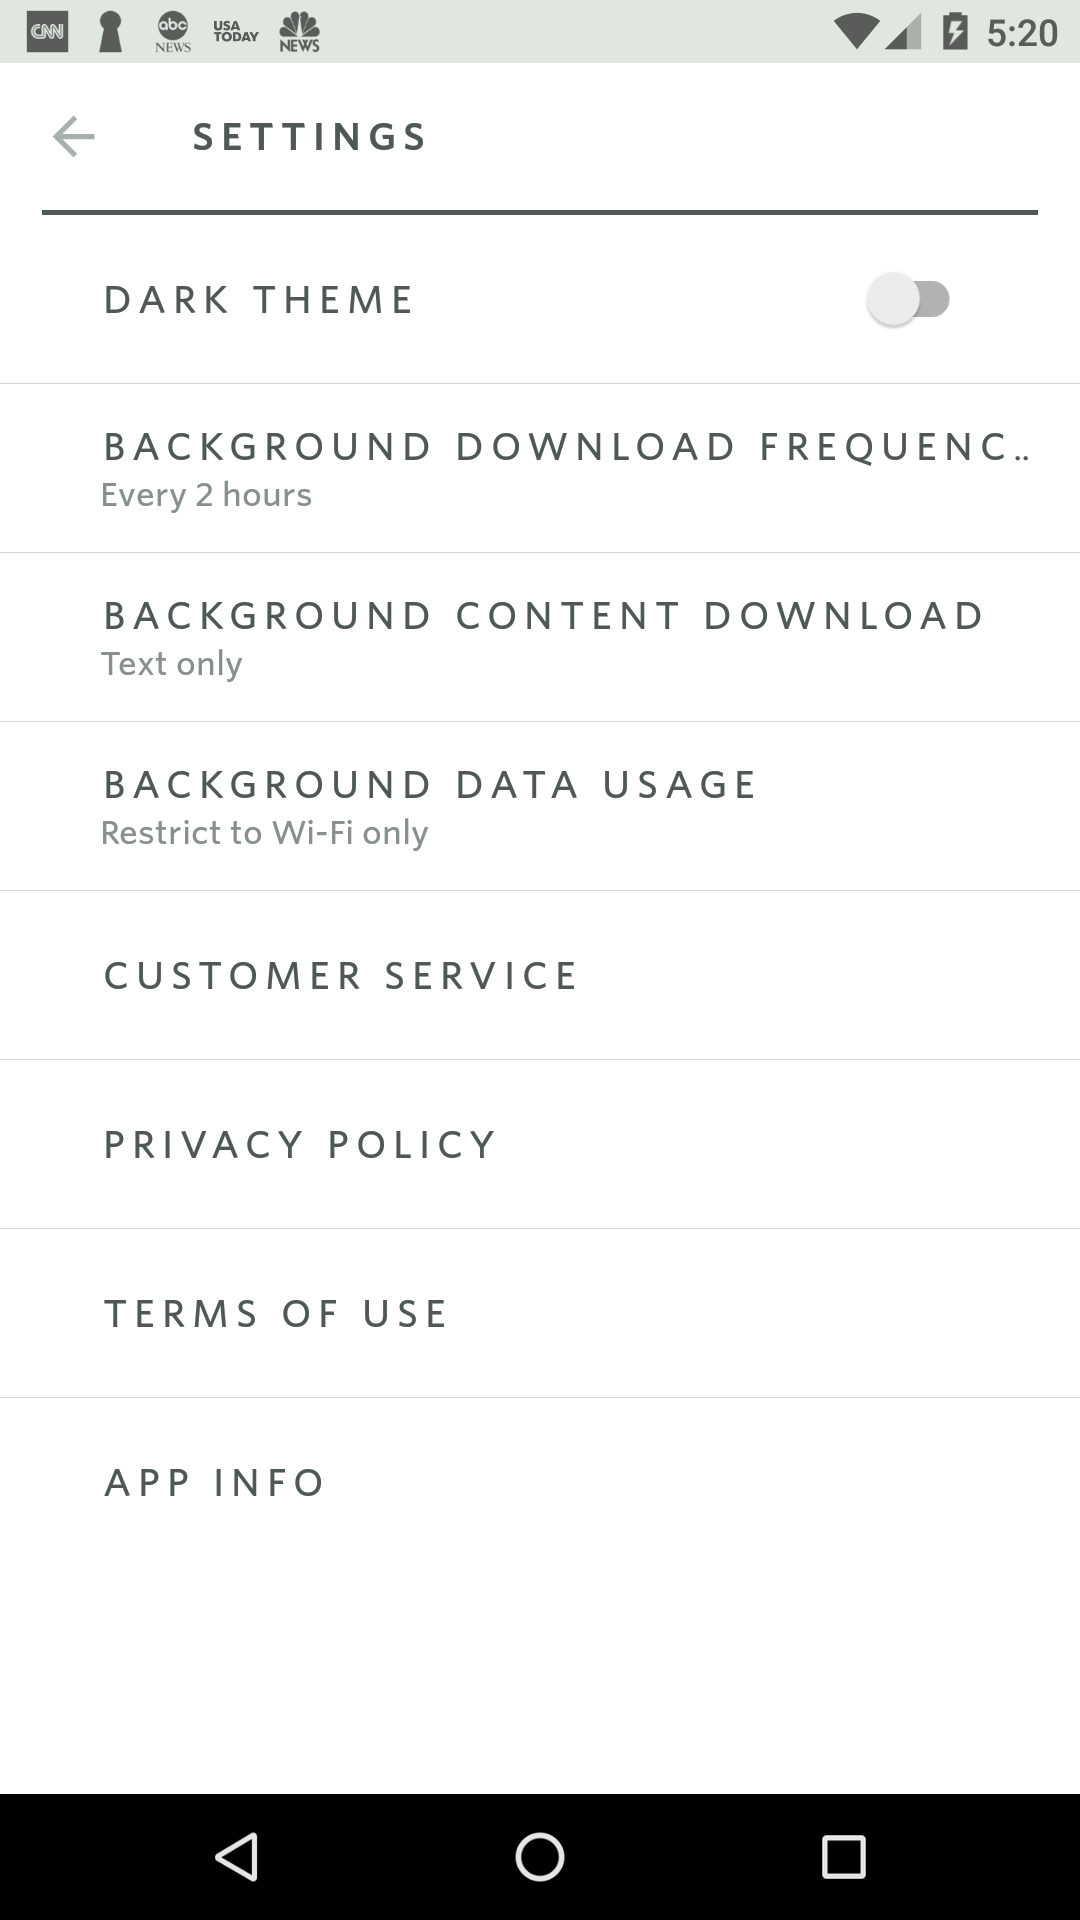 CNN
abc
NEWS
USA
TODAY
NEWS
5:20
SETTINGS
DARK THEME
BACKGROUND DOWNLOAD FREQUENC..
Every 2 hours
BACKGROUND CONTENT DOWNLOAD
Text only
BACKGROUND DATA USAGE
Restrict to Wi-Fi only
CUSTOMER SERVICE
PRIVACY POLICY
TERMS OF USE
APP INFO